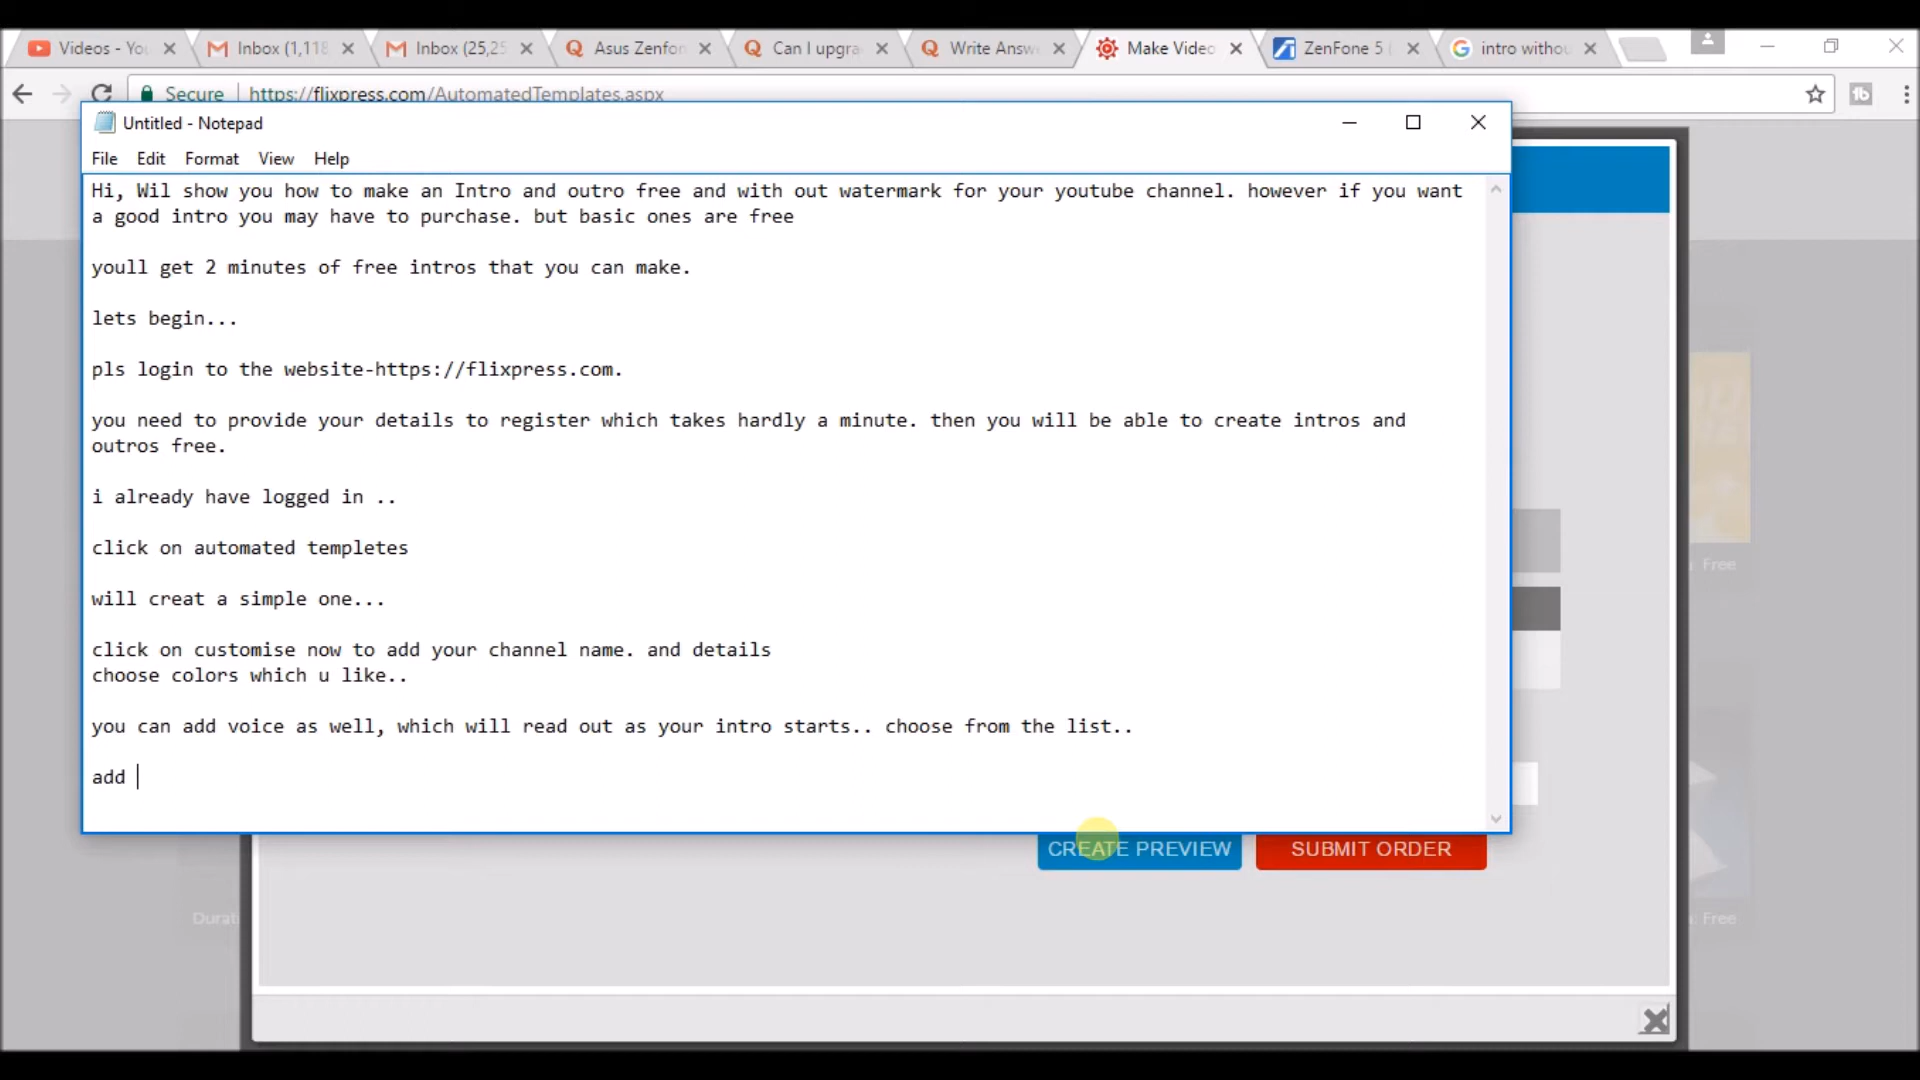 Videos - You
Inbox (1,118
Inbox (25,25
Asus Zenfon
Can I upgra
Write Answ
Make Video
ZenFone 5 (
intro withou
Secure https://flixpress.com/AutomatedTemplates.aspx
Untitled - Notepad
File Edit Format View Help
Hi, Wil show you how to make an Intro and outro free and with out watermark for your youtube channel. however if you want
a good intro you may have to purchase. but basic ones are free
youll get 2 minutes of free intros that you can make.
lets begin...
pls login to the website-https://flixpress.com.
you need to provide your details to register which takes hardly a minute. then you will be able to create intros and
outros free.
i already have logged in ..
click on automated templetes
will creat a simple one...
click on customise now to add your channel name. and details
choose colors which u like..
you can add voice as well, which will read out as your intro starts.. choose from the list..
add
CREATE PREVIEW SUBMIT ORDER
Free
Durati
: Free